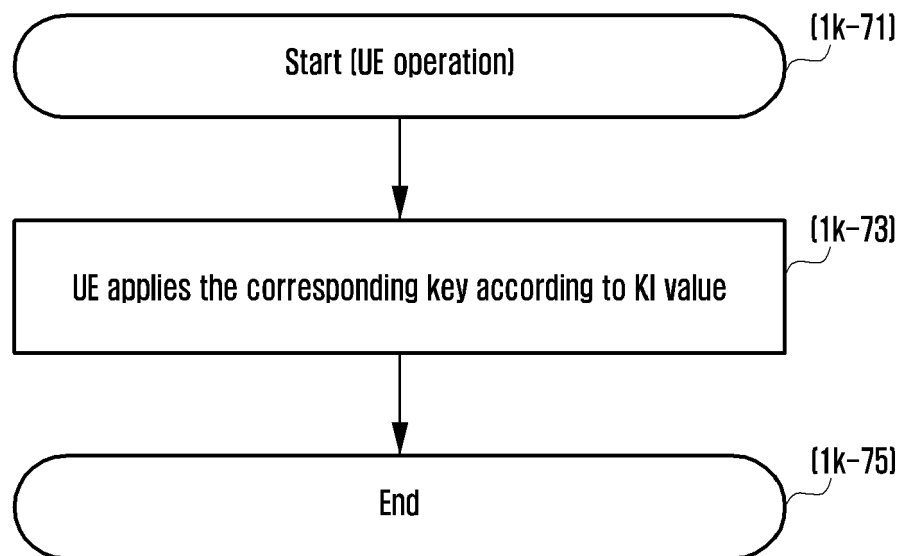 (1k-71)
Start (UE operation)
(1k-73)
UE applies the corresponding key according to KI value
(1k-75)
End